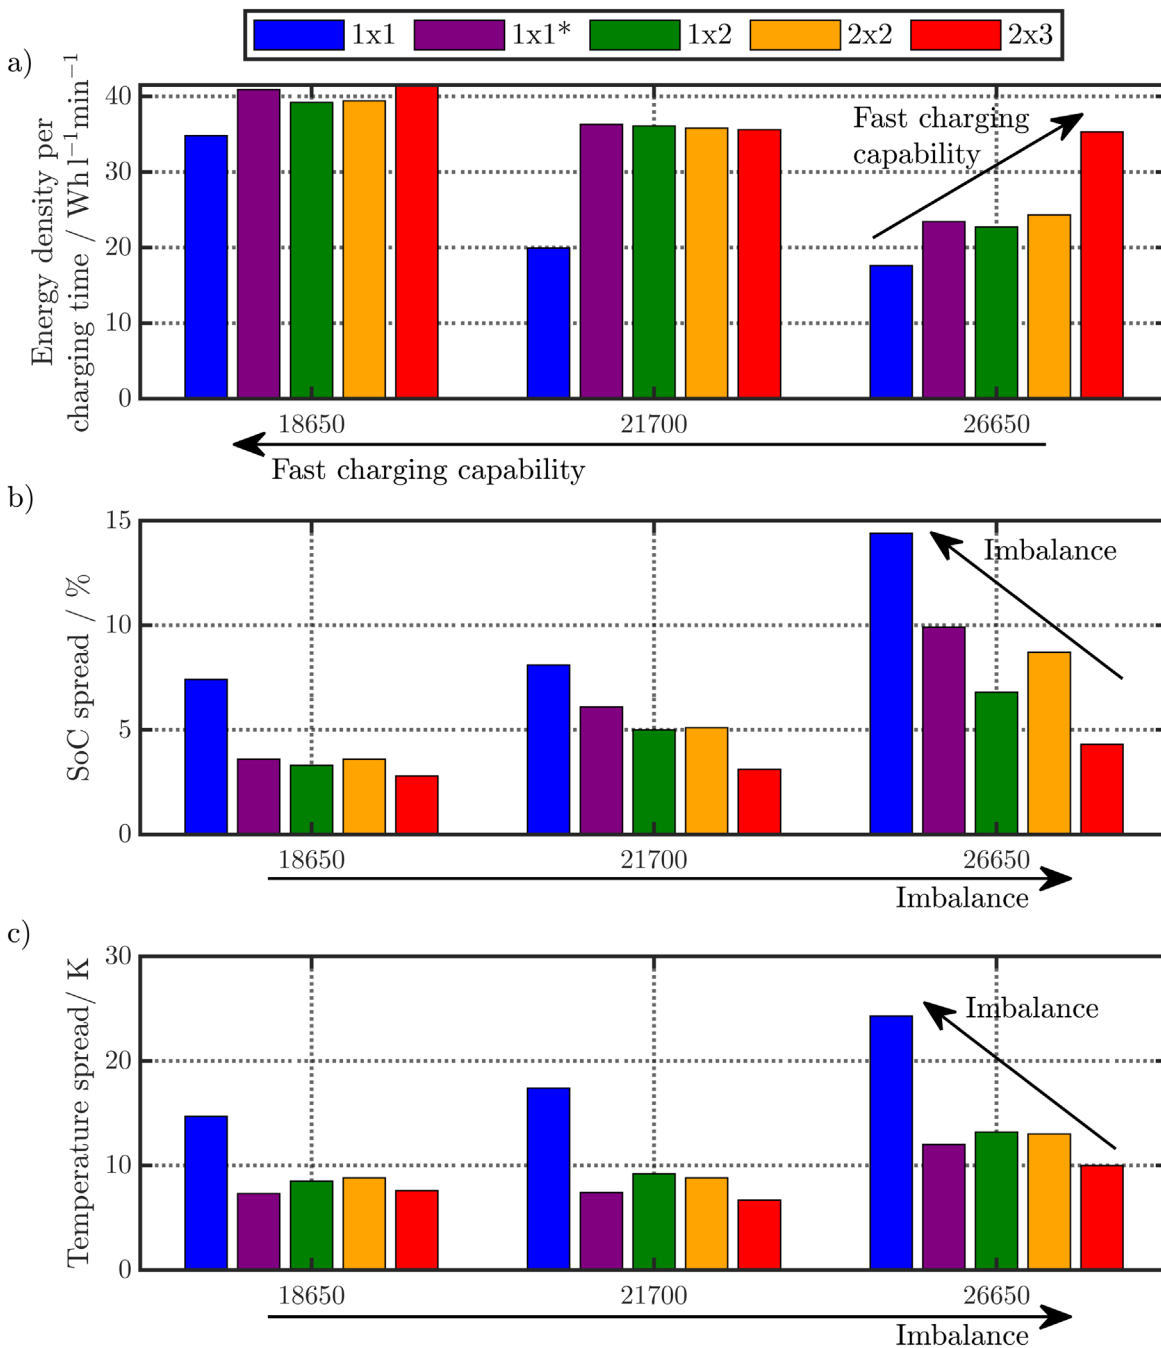 1x1 1x1* 1x2 2x2 2x3
a)
Energy density per
charging time / Wh l⁻¹min⁻¹
40
30
20
10
0
Fast charging
capability
18650 21700 26650
Fast charging capability
b)
SoC spread / %
15
10
5
0
Imbalance
18650 21700 26650
Imbalance
c)
Temperature spread/ K
30
20
10
0
Imbalance
18650 21700 26650
Imbalance